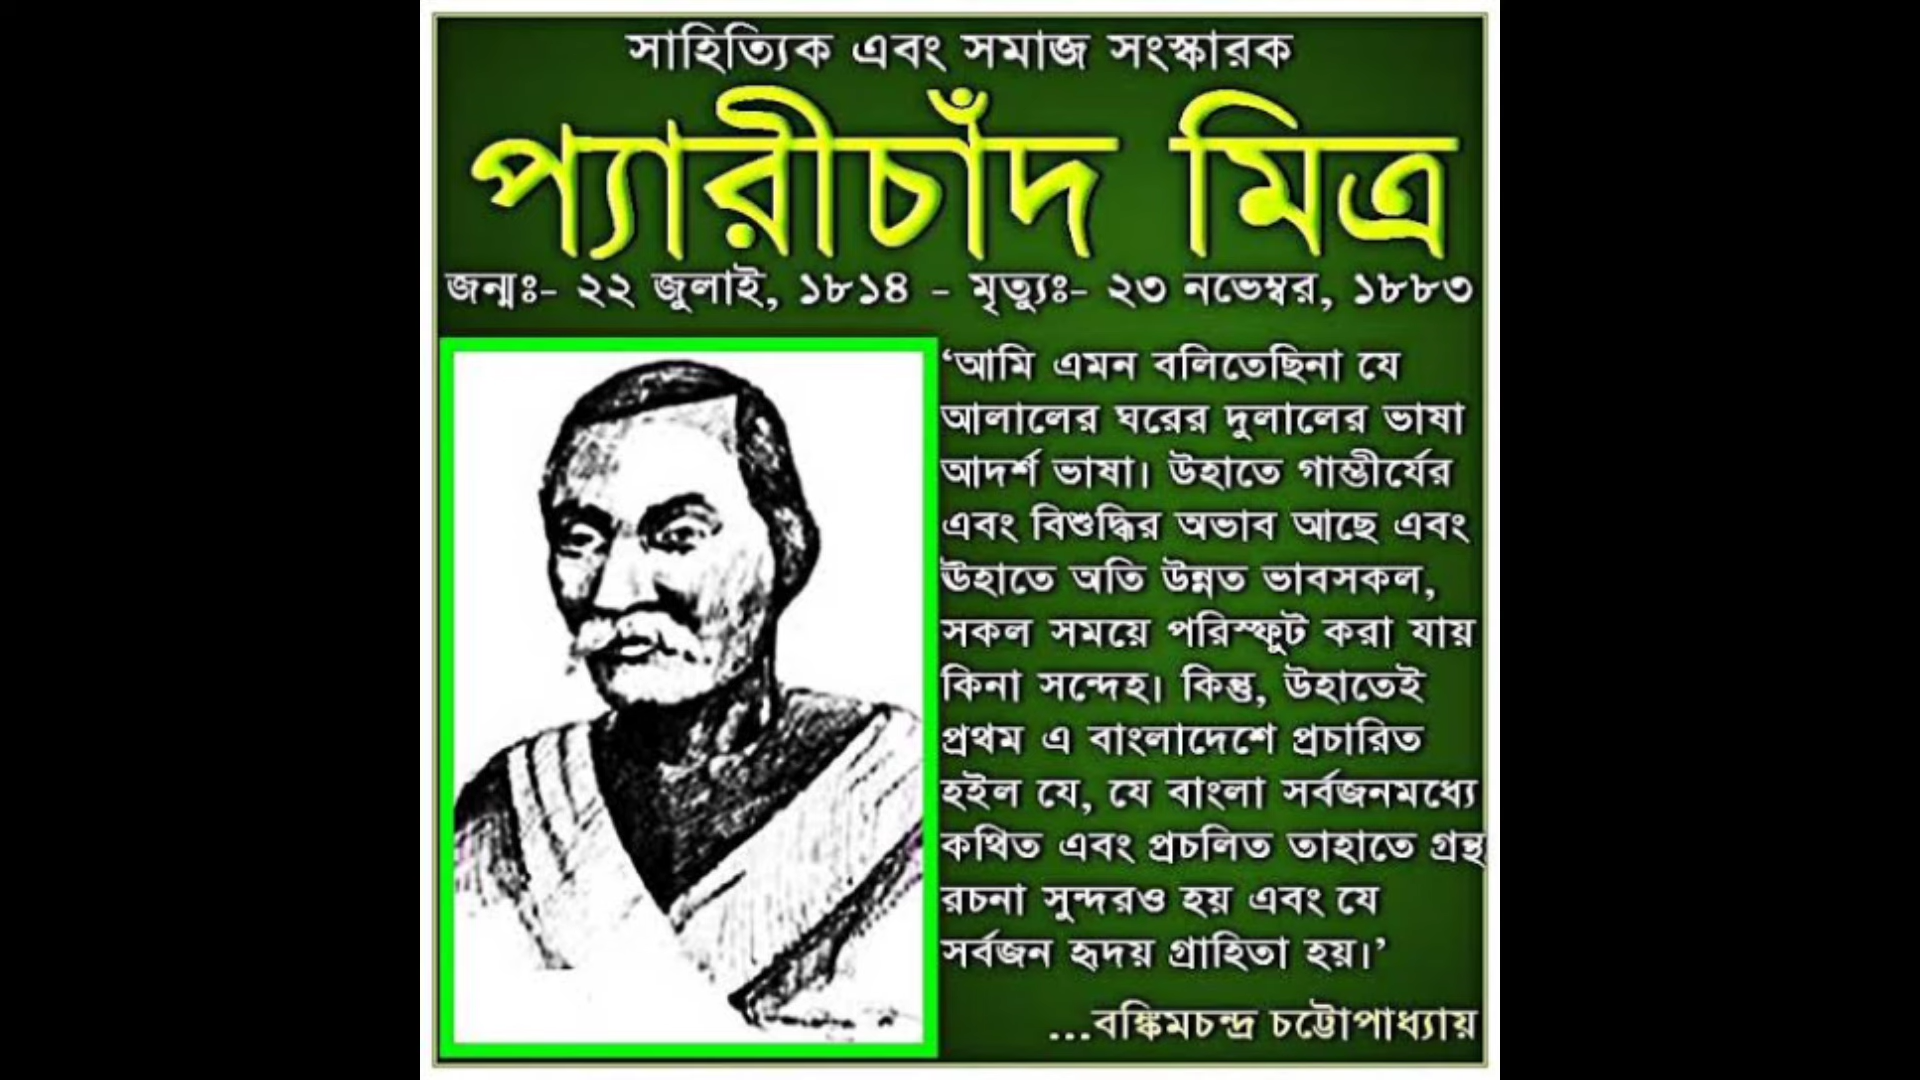 সাহিত্যিক এবং সমাজ সংস্কারক
প্যারীচাঁদ মিত্র
জন্মঃ- ২২ জুলাই, ১৮১৪ - মৃত্যুঃ- ২৩ নভেম্বর, ১৮৮৩
‘আমি এমন বলিতেছিনা যে
আলালের ঘরের দুলালের ভাষা
আদর্শ ভাষা। উহাতে গাম্ভীর্যের
এবং বিশুদ্ধির অভাব আছে এবং
ঊহাতে অতি উন্নত ভাবসকল,
সকল সময়ে পরিস্ফূট করা যায়
কিনা সন্দেহ। কিন্তু, উহাতেই
প্রথম এ বাংলাদেশে প্রচারিত
হইল যে, যে বাংলা সর্বজনমধ্যে
কথিত এবং প্রচলিত তাহাতে গ্রন্থ
রচনা সুন্দরও হয় এবং যে
সর্বজন হৃদয় গ্রাহিতা হয়।’
...বঙ্কিমচন্দ্র চট্টোপাধ্যায়